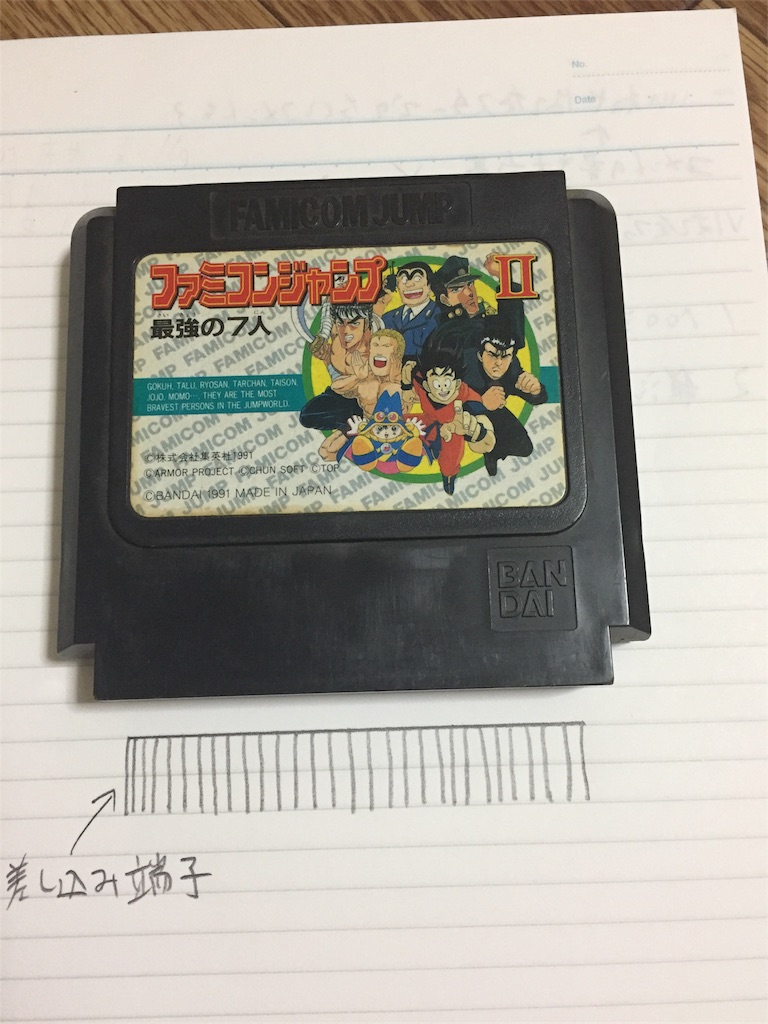 No.
Date
FAMICOM JUMP
ファミコンジャンプ II
最強の7人
GOKUH, TALU, RYOSAN, TARCHAN, TAISON,
JOJO, MOMO…, THEY ARE THE MOST
BRAVEST PERSONS IN THE JUMPWORLD.
©株式会社集英社1991
©ARMOR PROJECT ©CHUN SOFT ©TOP
©BANDAI 1991 MADE IN JAPAN
BAN
DAI
差し込み端子